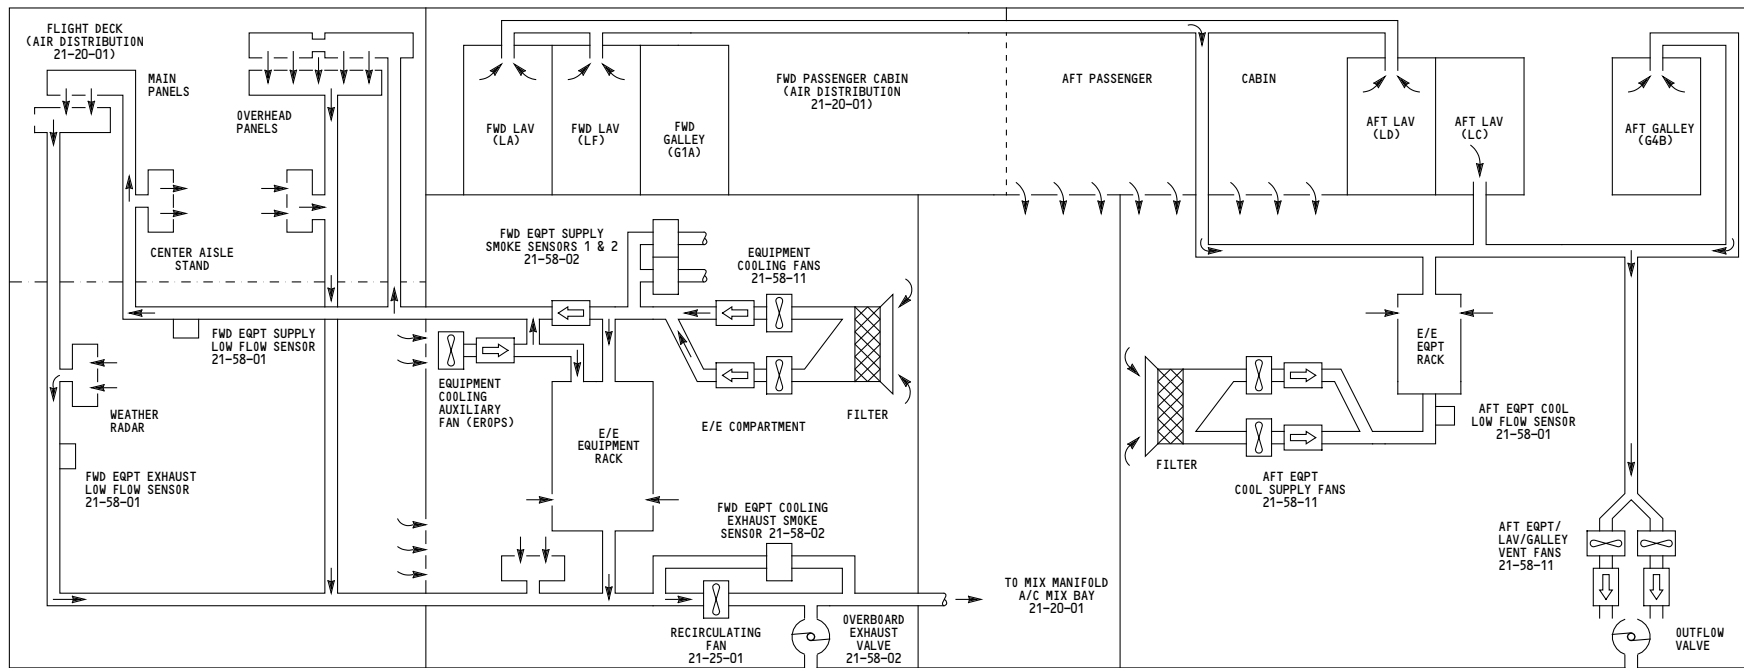 FLIGHT DECK
(AIR DISTRIBUTION
21-20-01)
MAIN
PANELS
OVERHEAD
PANELS
FWD LAV
(LA)
FWD LAV
(LF)
FWD
GALLEY
(G1A)
FWD PASSENGER CABIN
(AIR DISTRIBUTION
21-20-01)
AFT PASSENGER
CABIN
AFT LAV
(LD)
AFT LAV
(LC)
AFT GALLEY
(G4B)
CENTER AISLE
STAND
FWD EQPT SUPPLY
SMOKE SENSORS 1 & 2
21-58-02
EQUIPMENT
COOLING FANS
21-58-11
FWD EQPT SUPPLY
LOW FLOW SENSOR
21-58-01
EQUIPMENT
COOLING
AUXILIARY
FAN (EROPS)
E/E COMPARTMENT
FILTER
E/E
EQPT
RACK
WEATHER
RADAR
E/E
EQUIPMENT
RACK
FILTER
AFT EQPT COOL
LOW FLOW SENSOR
21-58-01
FWD EQPT EXHAUST
LOW FLOW SENSOR
21-58-01
AFT EQPT
COOL SUPPLY FANS
21-58-11
FWD EQPT COOLING
EXHAUST SMOKE
SENSOR 21-58-02
AFT EQPT/
LAV/GALLEY
VENT FANS
21-58-11
TO MIX MANIFOLD
A/C MIX BAY
21-20-01
RECIRCULATING
FAN
21-25-01
OVERBOARD
EXHAUST
VALVE
21-58-02
OUTFLOW
VALVE